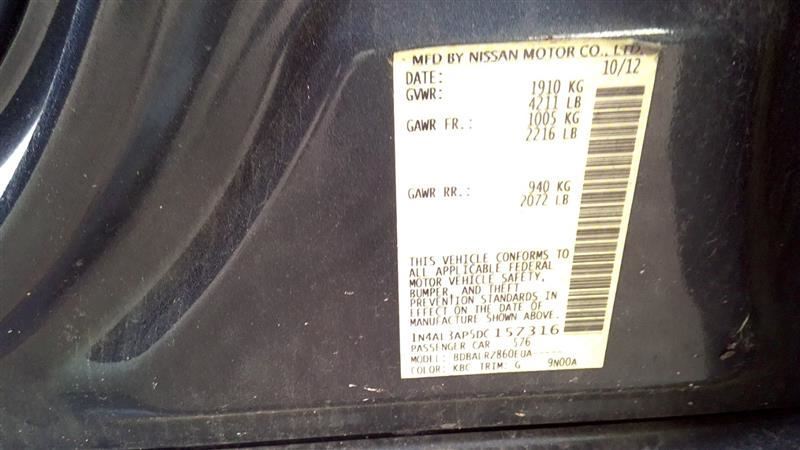 MFD BY NISSAN MOTOR CO., LTD.
DATE: 10/12
GVWR: 1910 KG
4211 LB
GAWR FR.: 1005 KG
2216 LB
GAWR RR.: 940 KG
2072 LB
THIS VEHICLE CONFORMS TO
ALL APPLICABLE FEDERAL
MOTOR VEHICLE SAFETY,
BUMPER, AND THEFT
PREVENTION STANDARDS IN
EFFECT ON THE DATE OF
MANUFACTURE SHOWN ABOVE.
1N4AL3AP5DC157316
PASSENGER CAR 576
MODEL:
COLOR: KBC TRIM: G 9N00A